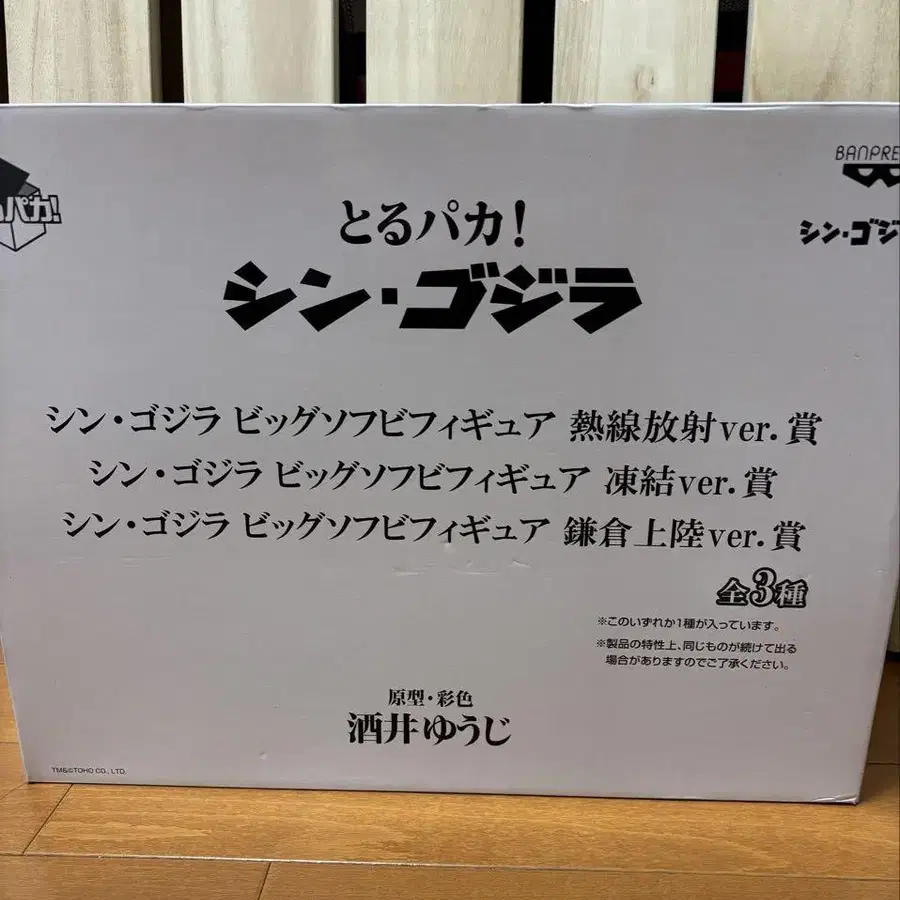 BANPRE
パカ!
シン・ゴジ
とるパカ!
シン・ゴジラ
シン・ゴジラ ビッグソフビフィギュア 熱線放射ver.賞
シン・ゴジラ ビッグソフビフィギュア 凍結ver.賞
シン・ゴジラ ビッグソフビフィギュア 鎌倉上陸ver.賞
全3種
※このいずれか1種が入っています。
※製品の特性上、同じものが続けて出る
場合がありますのでご了承ください。
原型・彩色
酒井ゆうじ
TM&©TOHO CO., LTD.